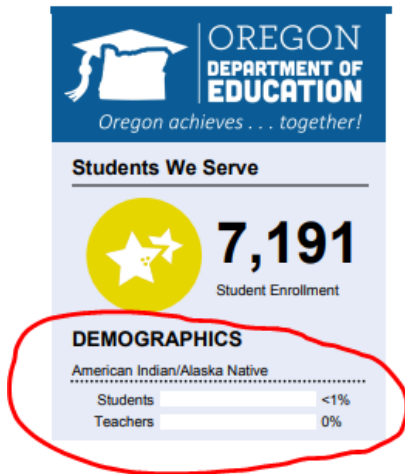 OREGON
DEPARTMENT OF
EDUCATION
Oregon achieves . . . together!
Students We Serve
7,191
Student Enrollment
DEMOGRAPHICS
American Indian/Alaska Native
Students <1%
Teachers 0%